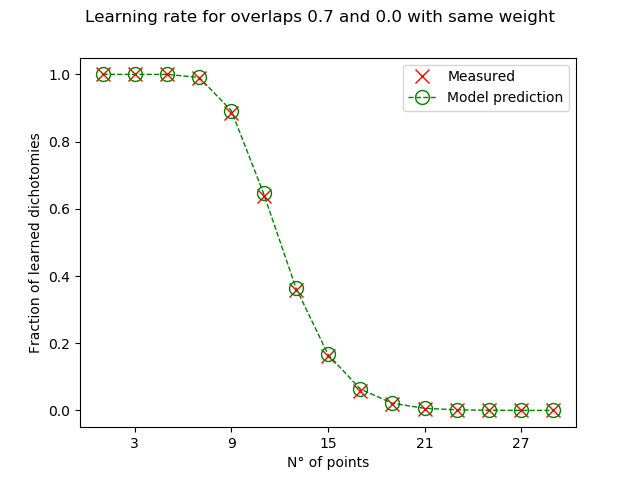 Learning rate for overlaps 0.7 and 0.0 with same weight
Measured
Model prediction
Fraction of learned dichotomies
1.0
0.8
0.6
0.4
0.2
0.0
3 9 15 21 27
N° of points